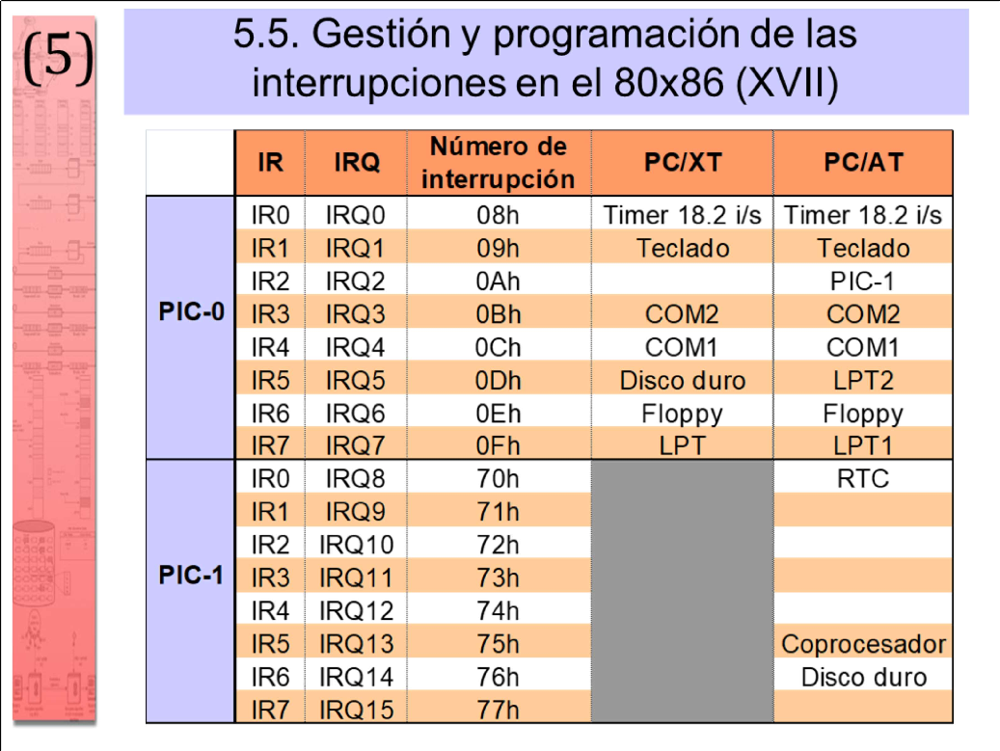 (5)
5.5. Gestión y programación de las
interrupciones en el 80x86 (XVII)
IR IRQ Número de interrupción PC/XT PC/AT
PIC-0
IR0 IRQ0 08h Timer 18.2 i/s Timer 18.2 i/s
IR1 IRQ1 09h Teclado Teclado
IR2 IRQ2 0Ah PIC-1
IR3 IRQ3 0Bh COM2 COM2
IR4 IRQ4 0Ch COM1 COM1
IR5 IRQ5 0Dh Disco duro LPT2
IR6 IRQ6 0Eh Floppy Floppy
IR7 IRQ7 0Fh LPT LPT1
PIC-1
IR0 IRQ8 70h RTC
IR1 IRQ9 71h
IR2 IRQ10 72h
IR3 IRQ11 73h
IR4 IRQ12 74h
IR5 IRQ13 75h Coprocesador
IR6 IRQ14 76h Disco duro
IR7 IRQ15 77h